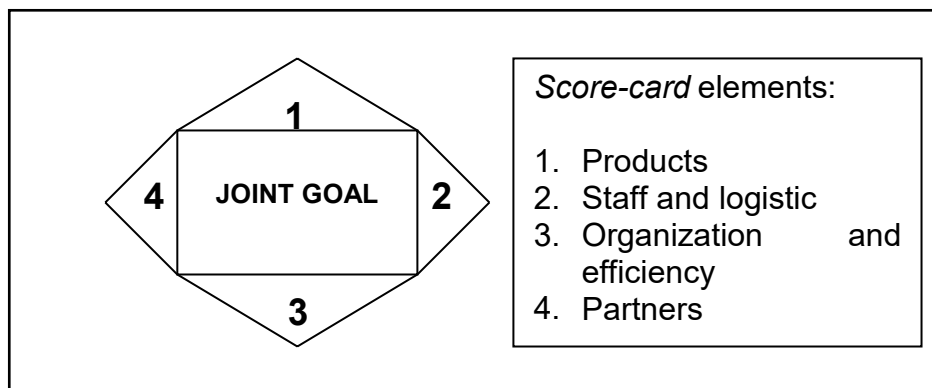 1
4
JOINT GOAL
2
3
Score-card elements:
1. Products
2. Staff and logistic
3. Organization and
efficiency
4. Partners